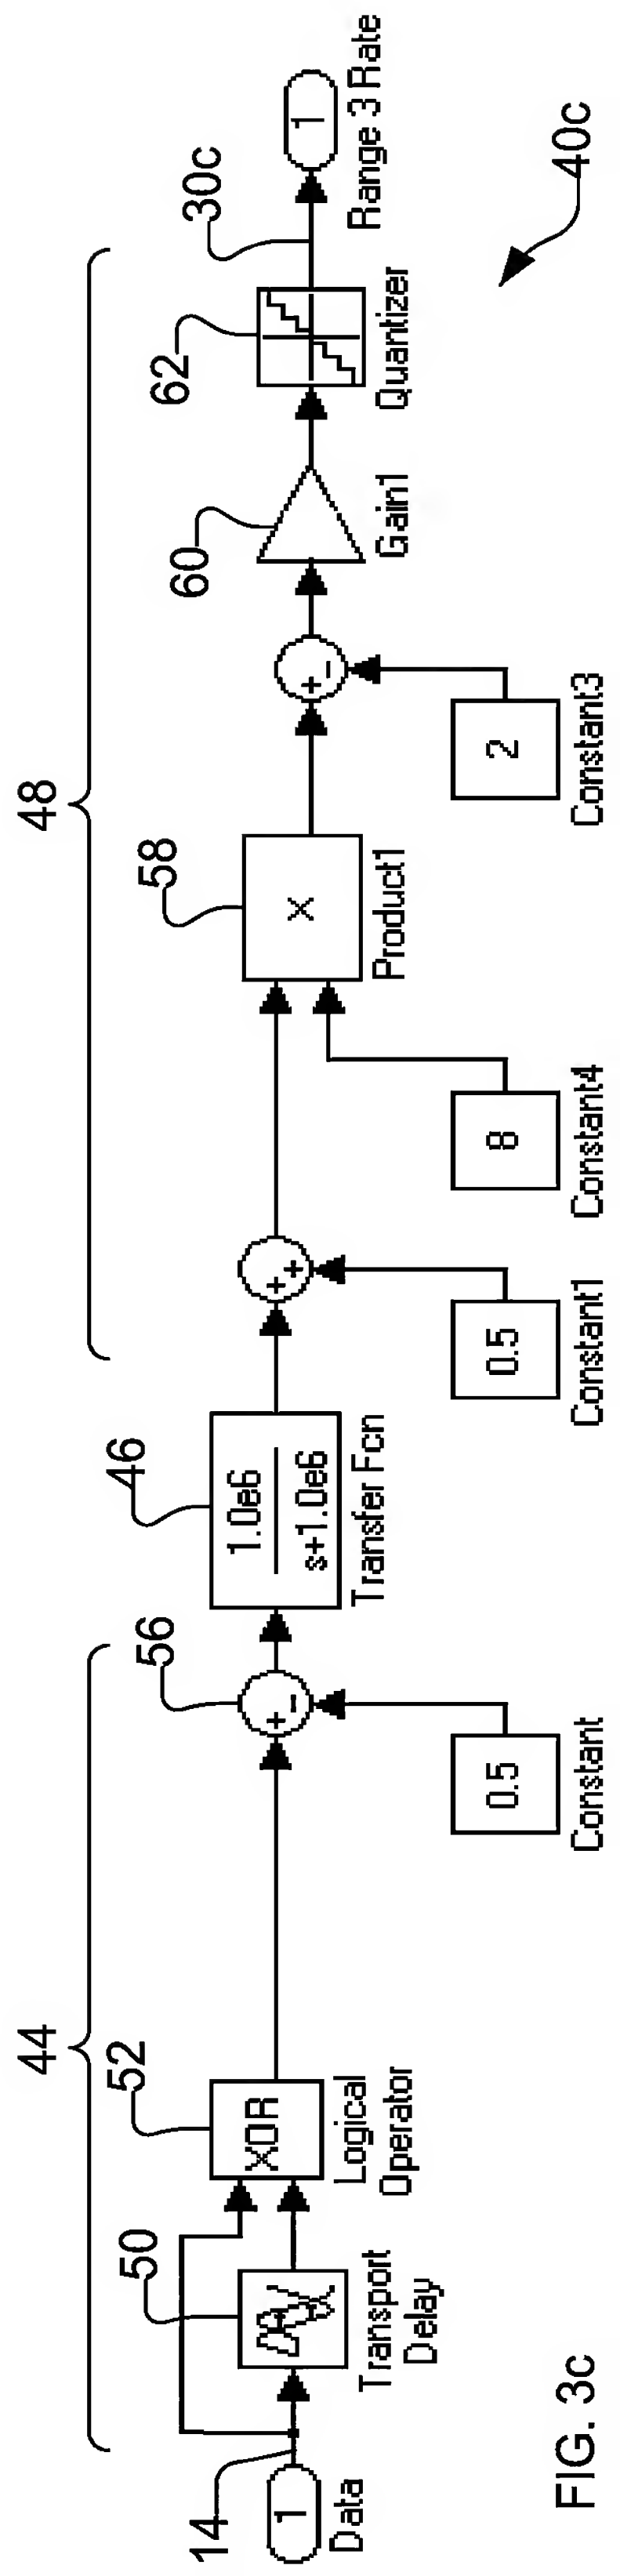 44
48
14
1
Data
50
Transport
Delay
52
XOR
Logical
Operator
56
+
-
0.5
Constant
46
1.0e6
s+1.0e6
Transfer Fcn
+
+
0.5
Constant1
8
Constant4
58
x
Product1
+
-
2
Constant3
60
Gain1
62
Quantizer
30c
1
Range 3 Rate
40c
FIG. 3c